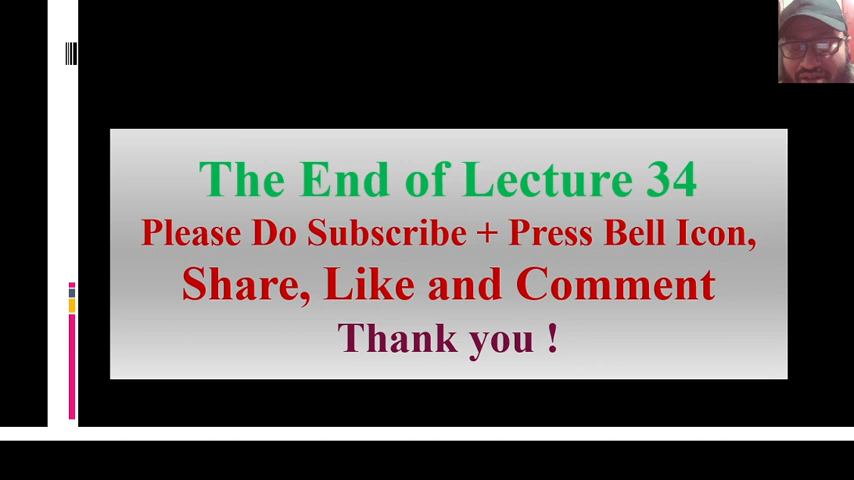 The End of Lecture 34
Please Do Subscribe + Press Bell Icon,
Share, Like and Comment
Thank you !